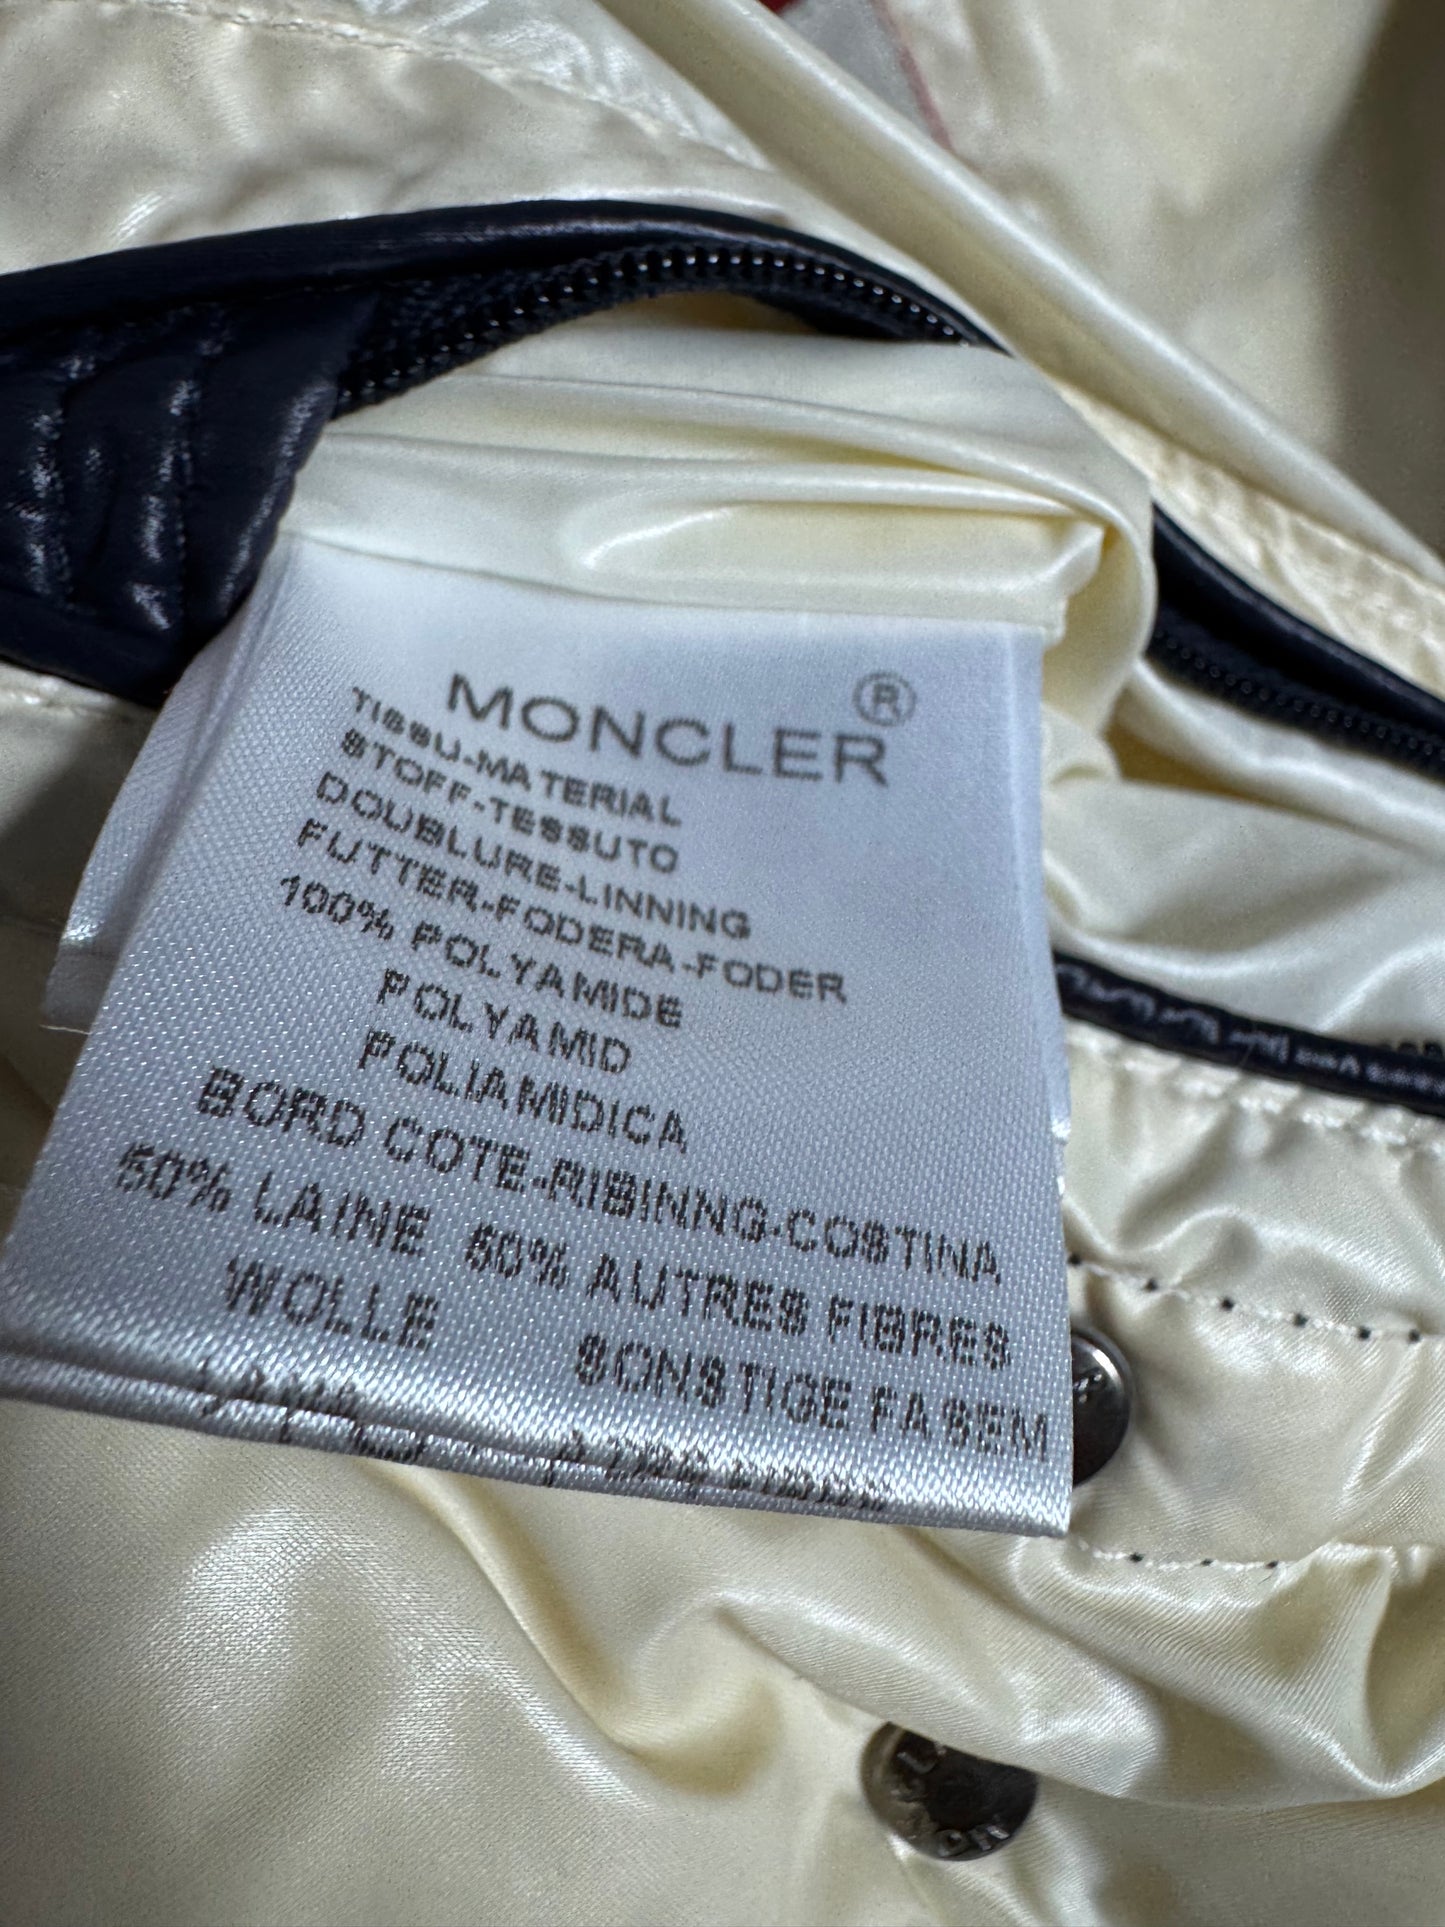 MONCLER®
TISSU-MATERIAL
STOFF-TESSUTO
DOUBLURE-LINNING
FUTTER-FODERA-FODER
100% POLYAMIDE
POLYAMID
POLIAMIDICA
BORD COTE-RIBINNG-COSTINA
50% LAINE 50% AUTRES FIBRES
WOLLE SONSTIGE FASEM